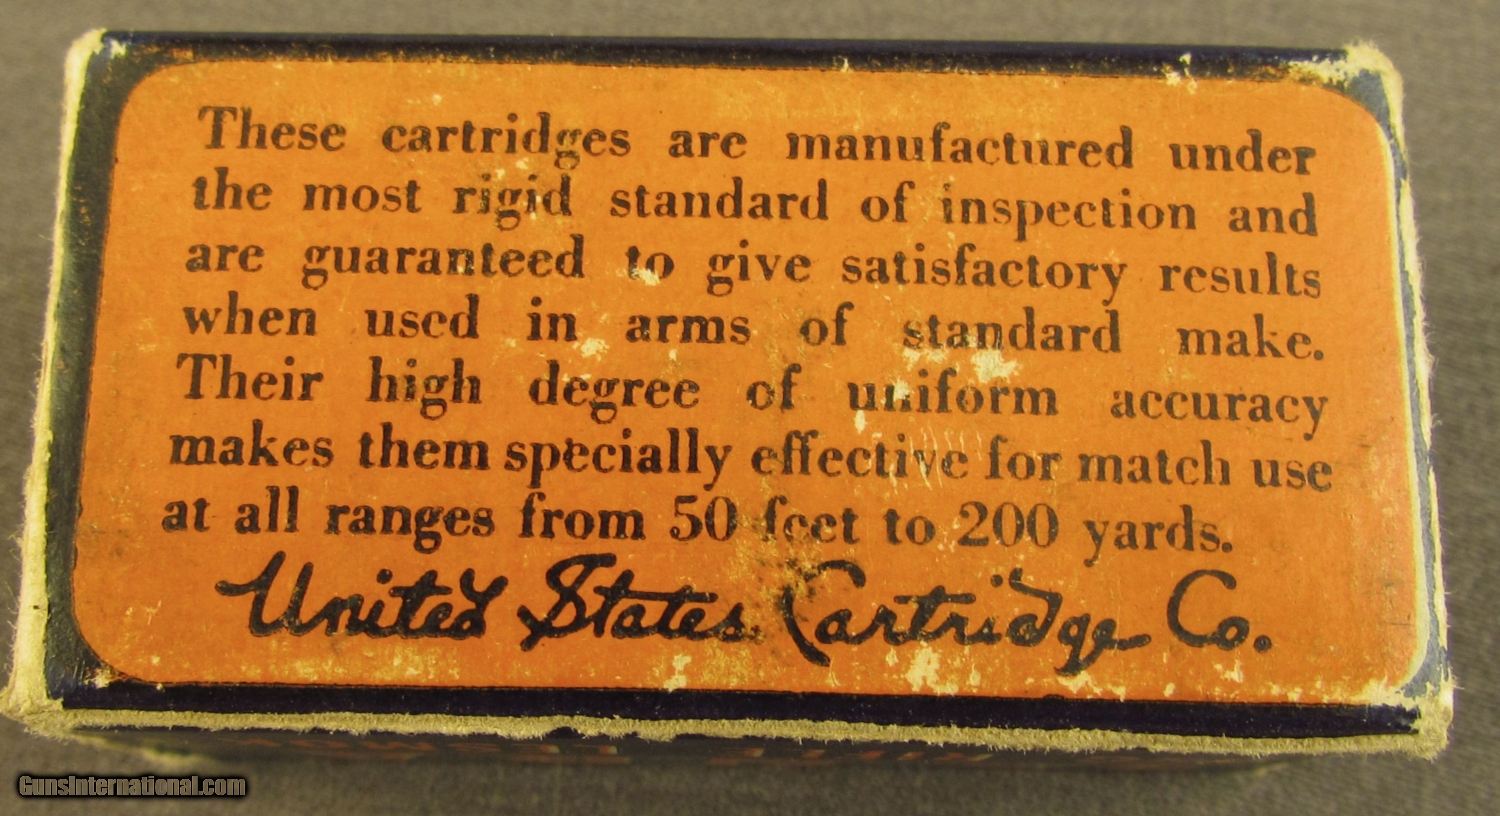 These cartridges are manufactured under
the most rigid standard of inspection and
are guaranteed to give satisfactory results
when used in arms of standard make.
Their high degree of uniform accuracy
makes them specially effective for match use
at all ranges from 50 feet to 200 yards.
United States Cartridge Co.
GunsInternational.com